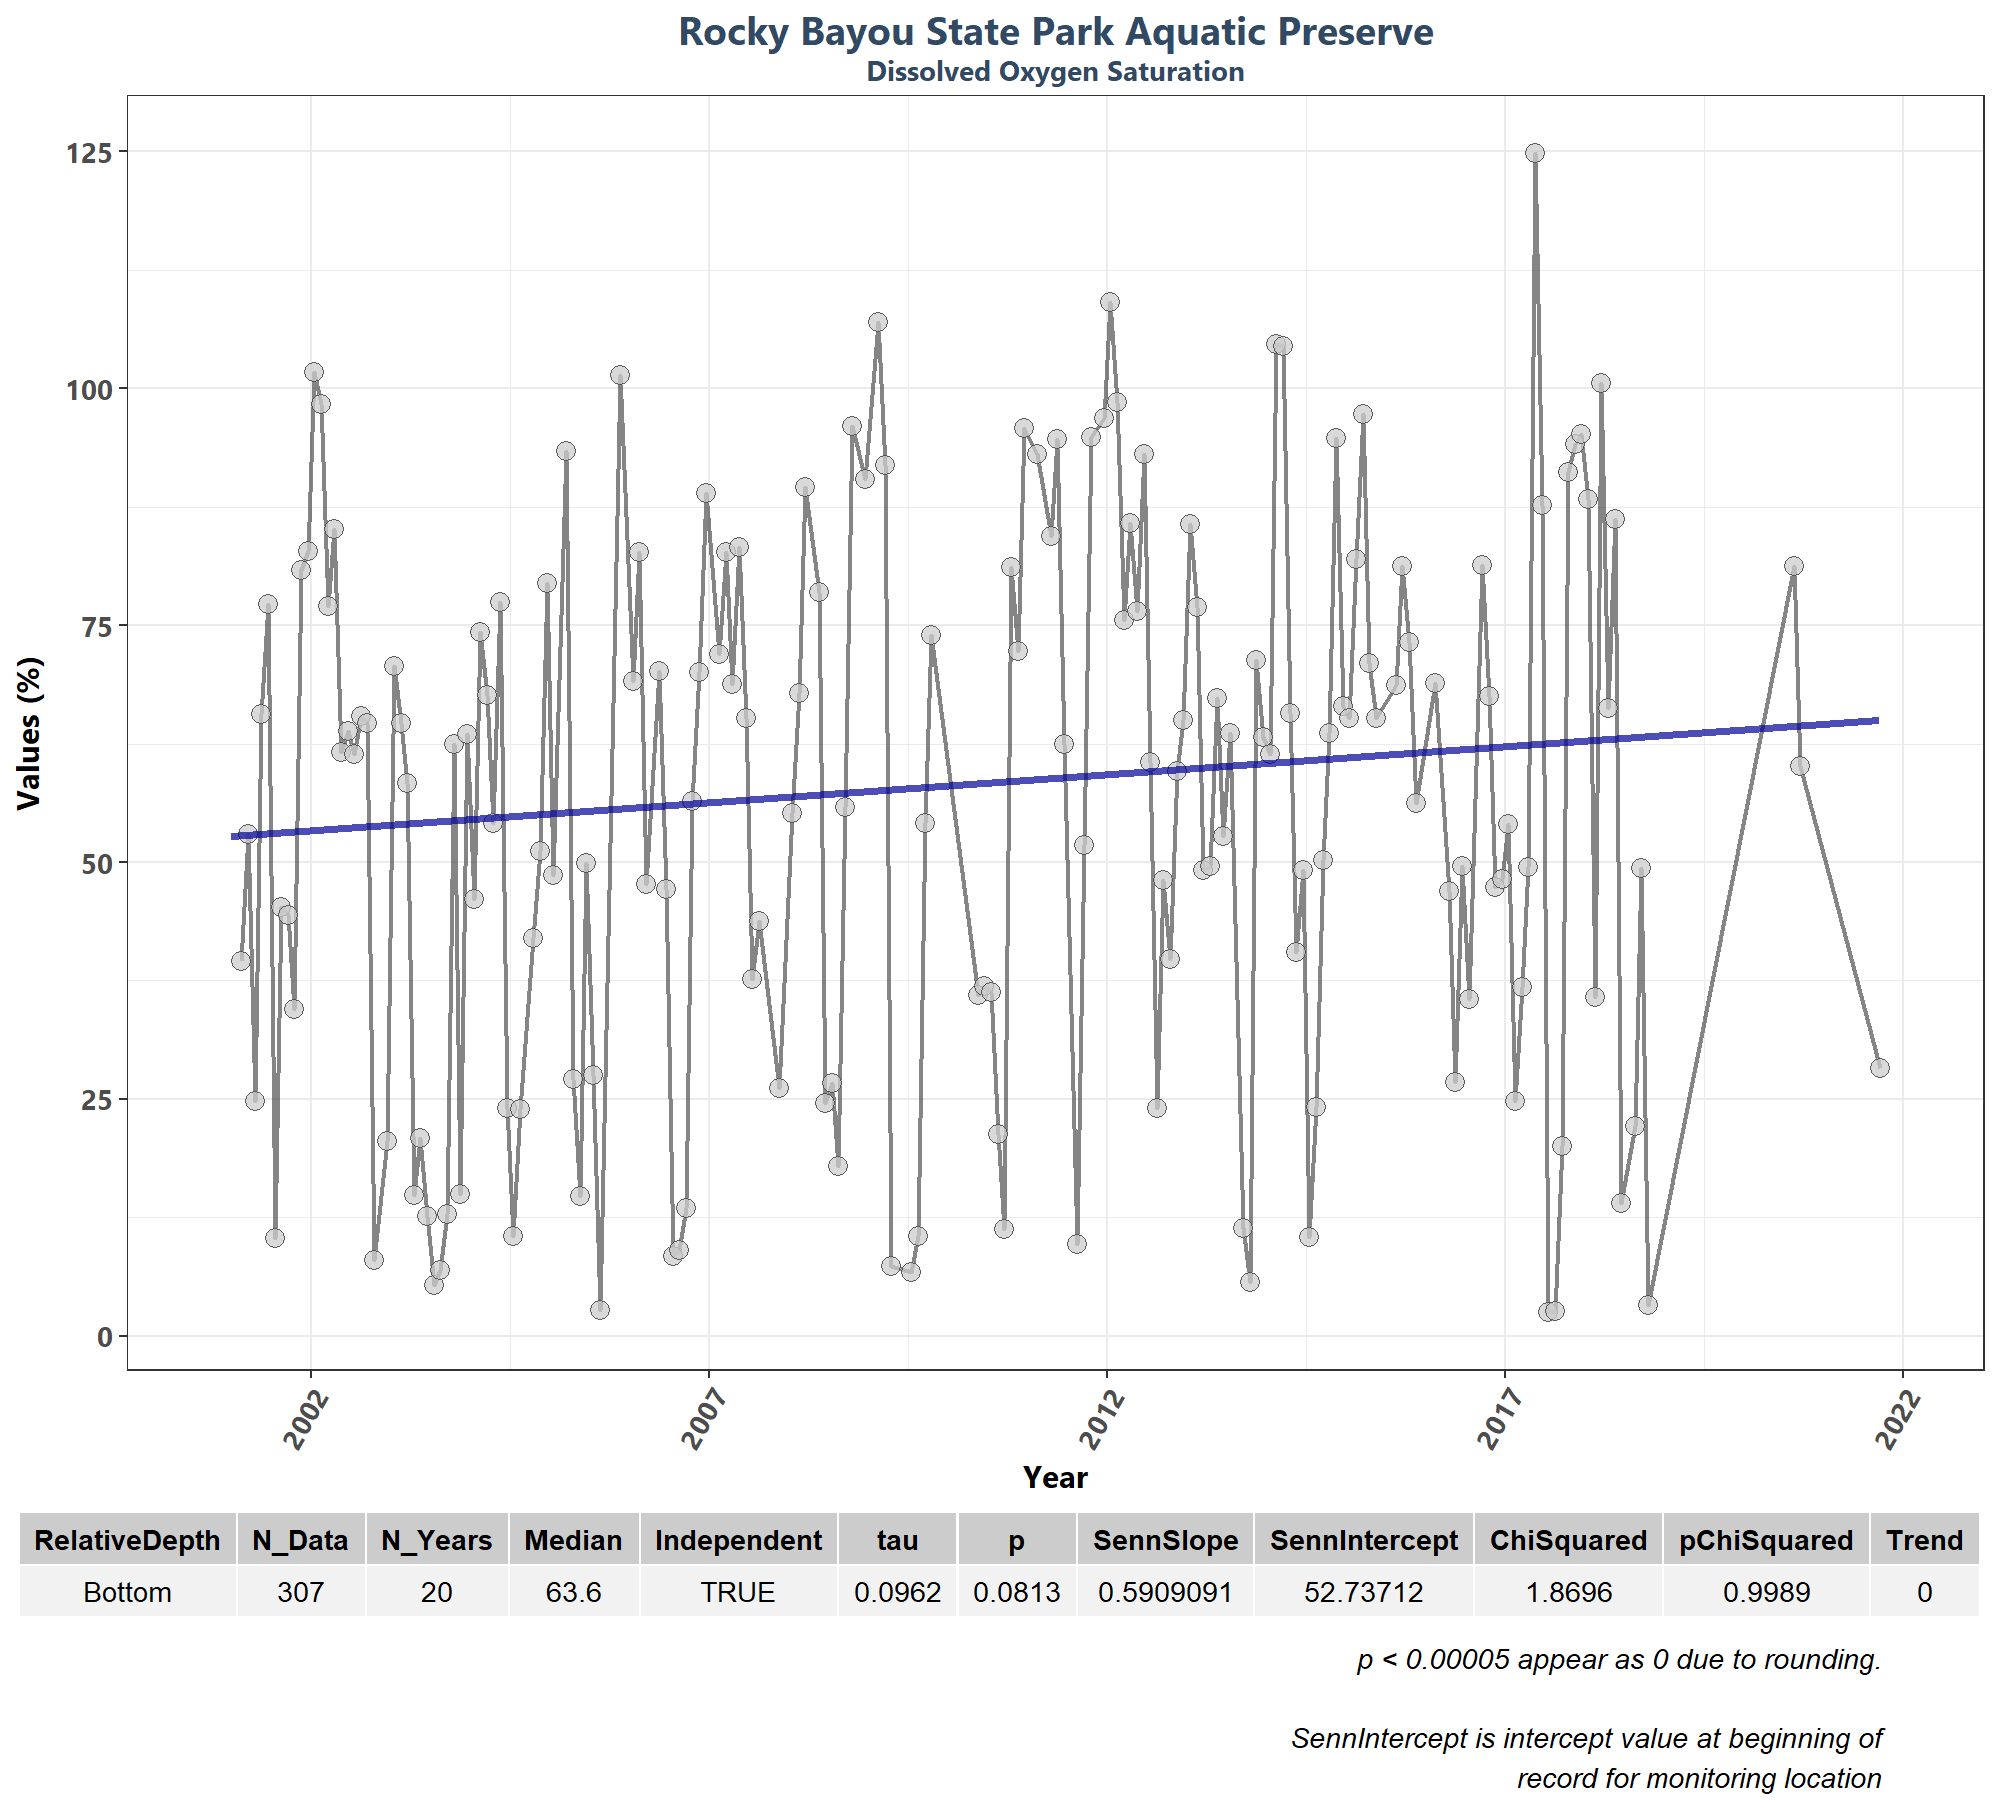 Rocky Bayou State Park Aquatic Preserve
Dissolved Oxygen Saturation
125
100
75
50
25
0
Values (%)
2002 2007 2012 2017 2022
Year
RelativeDepth N_Data N_Years Median Independent tau p SennSlope SennIntercept ChiSquared pChiSquared Trend
Bottom 307 20 63.6 TRUE 0.0962 0.0813 0.5909091 52.73712 1.8696 0.9989 0
p < 0.00005 appear as 0 due to rounding.
SennIntercept is intercept value at beginning of
record for monitoring location